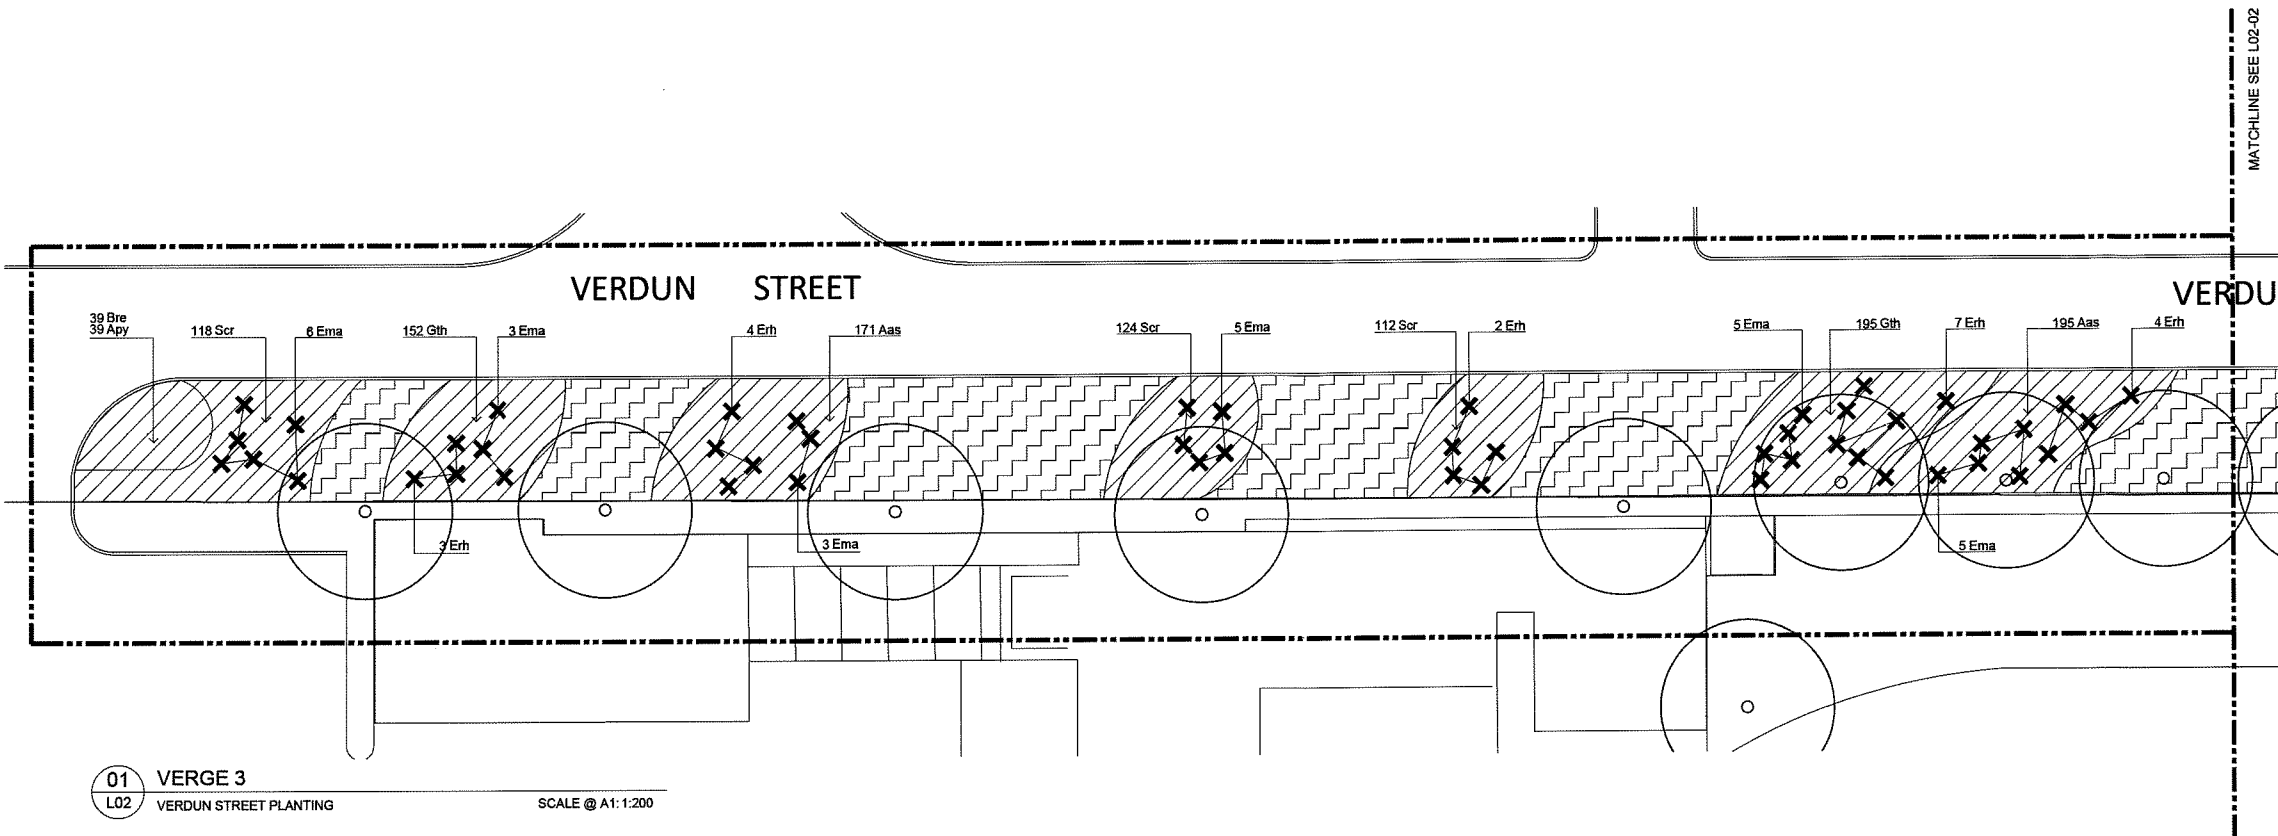 MATCHLINE SEE L02-02
VERDUN STREET
VERDU
39 Bre
39 Apy
118 Scr
6 Ema
152 Gth
3 Ema
4 Erh
171 Aas
124 Scr
5 Ema
112 Scr
2 Erh
5 Ema
195 Gth
7 Erh
195 Aas
4 Erh
3 Erh
3 Ema
5 Ema
01
L02
VERGE 3
VERDUN STREET PLANTING
SCALE @ A1: 1:200